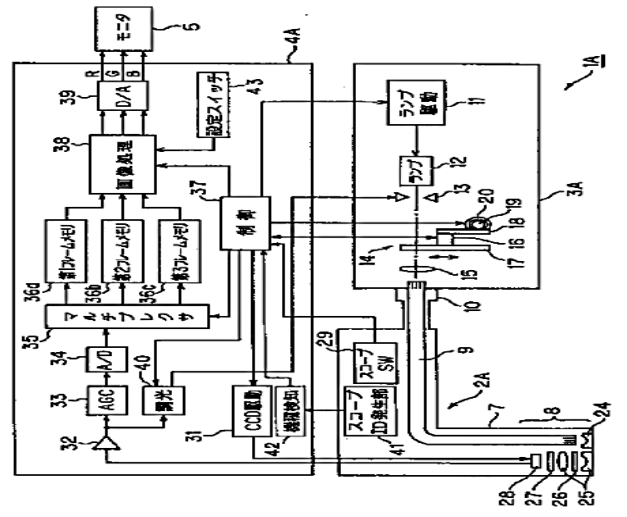 モニタ
5
4A
R
G
B
39
D/A
38
画像処理
設定スイッチ
43
36a
第1フレームメモリ
36b
第2フレームメモリ
36c
第3フレームメモリ
35
マルチプレクサ
34
A/D
33
AGC
32
40
調光
37
制御
31
CCD駆動
42
機種検知
ランプ駆動
11
ランプ
12
13
14
15
16
17
18
19
20
3A
1A
10
9
29
スコープSW
スコープID発生部
41
2A
7
8
24
25
26
27
28